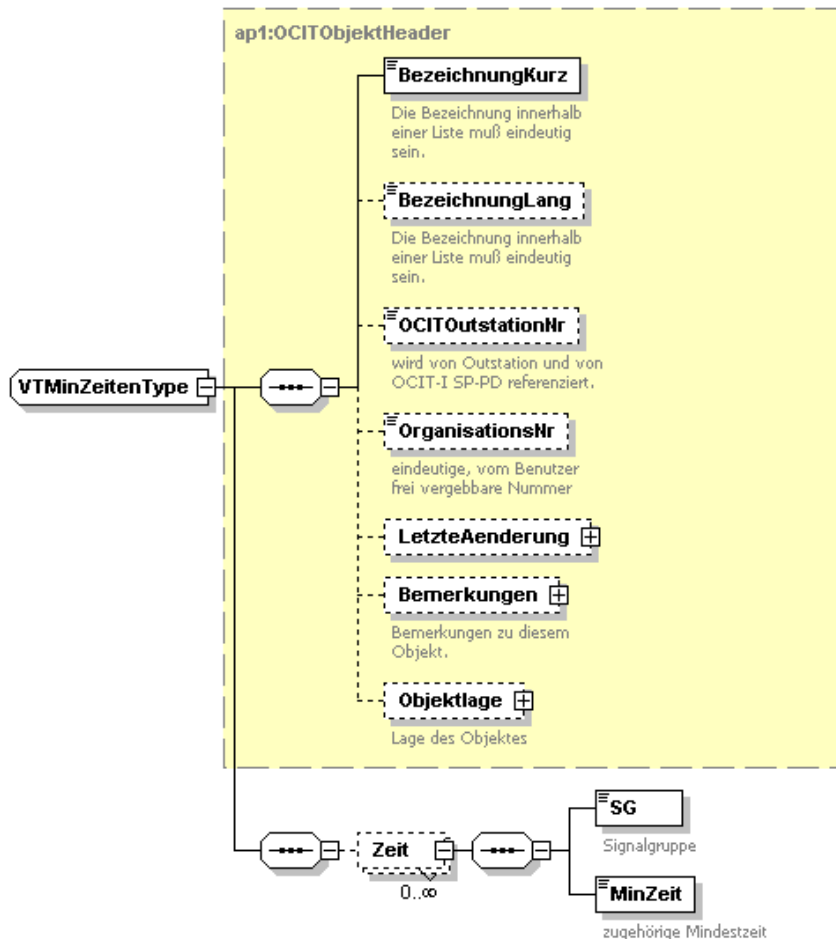 ap1:OCITObjektHeader
BezeichnungKurz
Die Bezeichnung innerhalb
einer Liste muß eindeutig
sein.
BezeichnungLang
Die Bezeichnung innerhalb
einer Liste muß eindeutig
sein.
OCITOutstationNr
wird von Outstation und von
OCIT-I SP-PD referenziert.
VTMinZeitenType
OrganisationsNr
eindeutige, vom Benutzer
frei vergebbare Nummer
LetzteAenderung
Bemerkungen
Bemerkungen zu diesem
Objekt.
Objektlage
Lage des Objektes
Zeit
0..∞
SG
Signalgruppe
MinZeit
zugehörige Mindestzeit